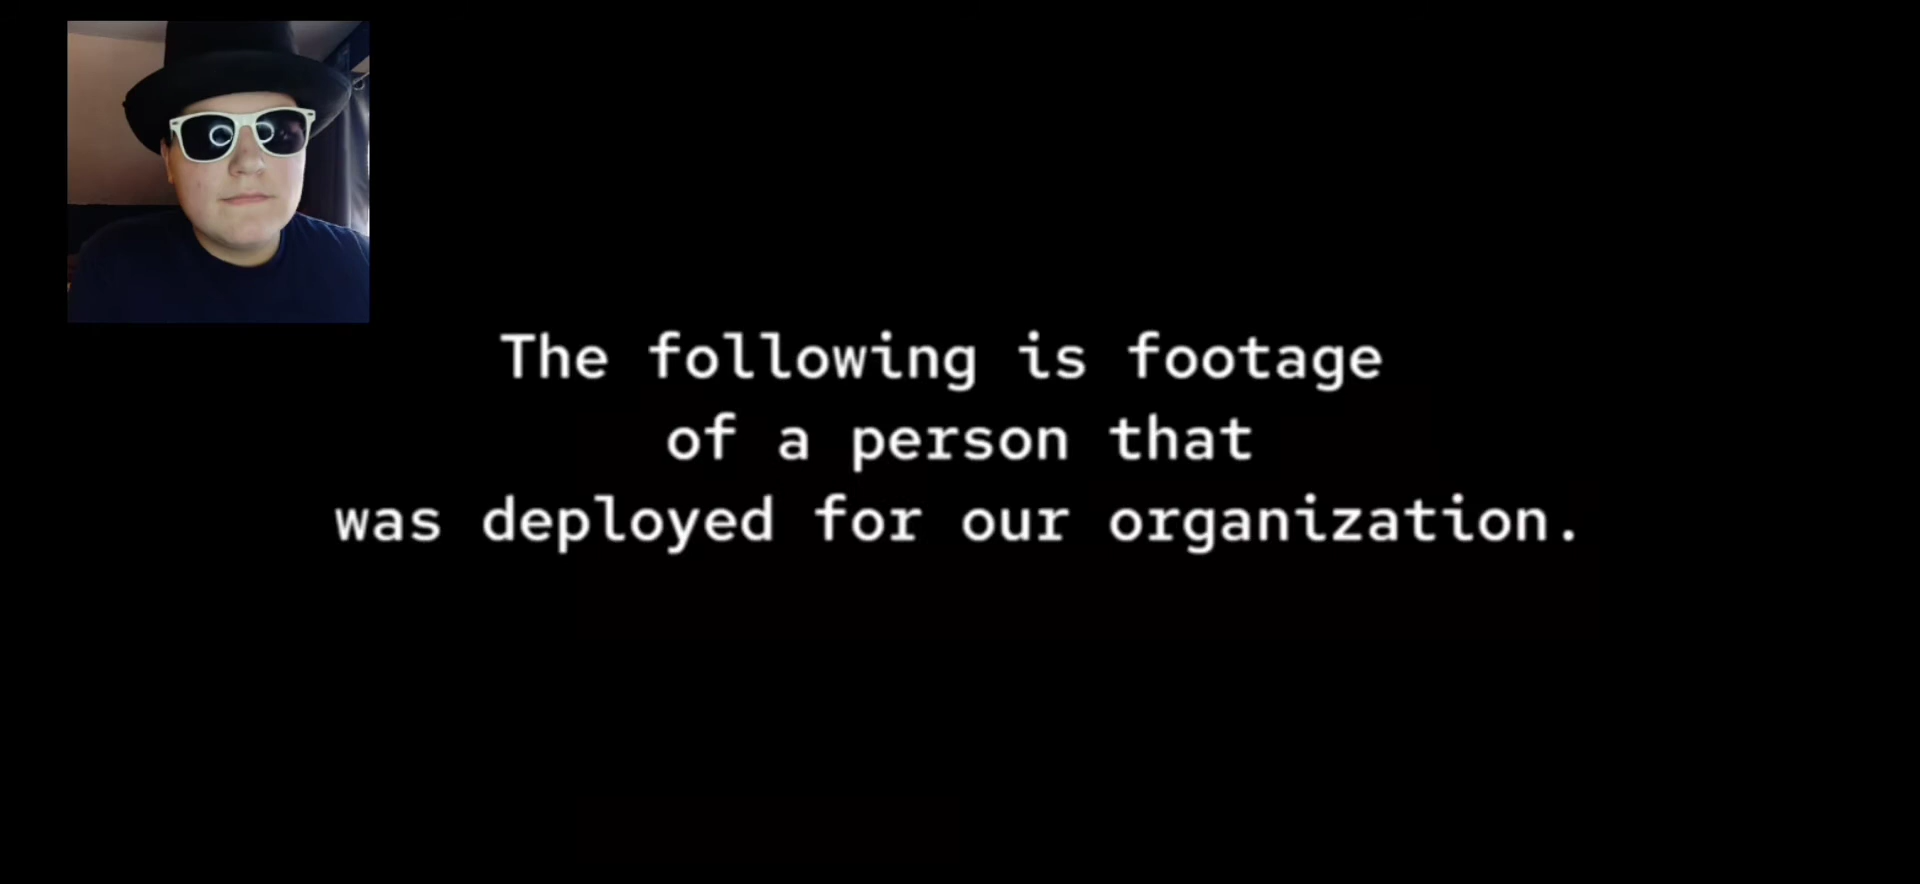 The following is footage
of a person that
was deployed for our organization.